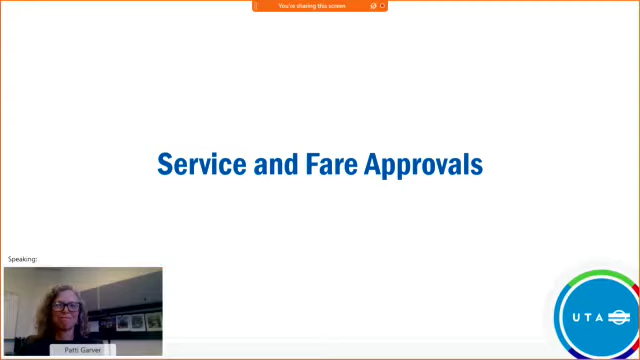 You're sharing this screen
Service and Fare Approvals
Speaking:
Patti Garver
UTA